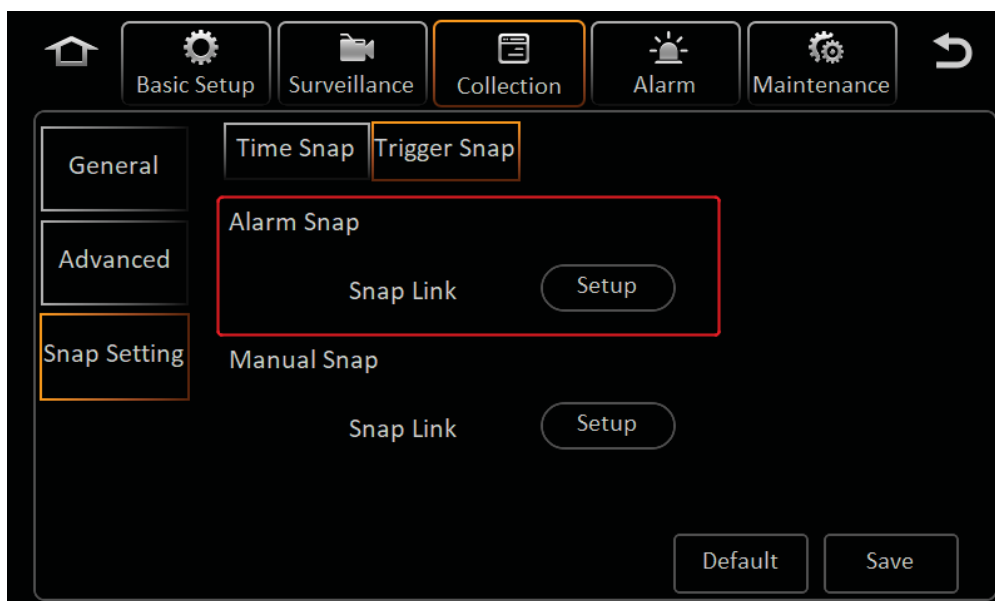 Basic Setup
Surveillance
Collection
Alarm
Maintenance
General
Advanced
Snap Setting
Time Snap
Trigger Snap
Alarm Snap
Snap Link
Setup
Manual Snap
Snap Link
Setup
Default
Save